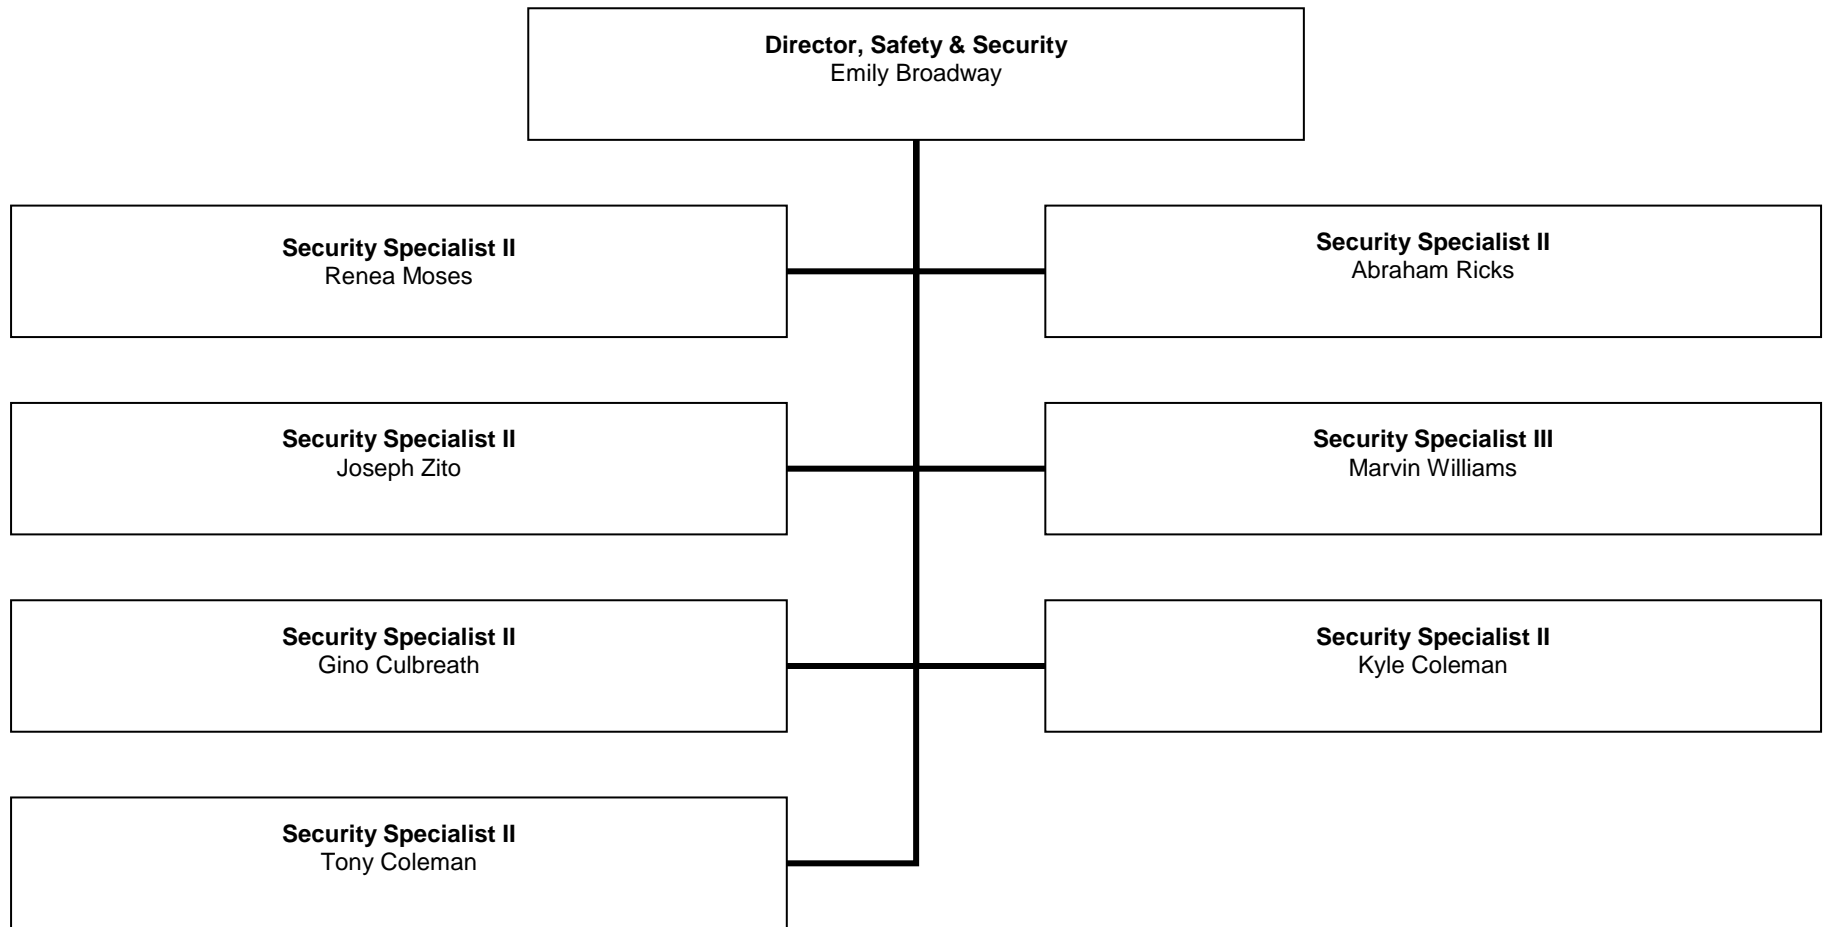 Director, Safety & Security
Emily Broadway
Security Specialist II
Renea Moses
Security Specialist II
Abraham Ricks
Security Specialist II
Joseph Zito
Security Specialist III
Marvin Williams
Security Specialist II
Gino Culbreath
Security Specialist II
Kyle Coleman
Security Specialist II
Tony Coleman